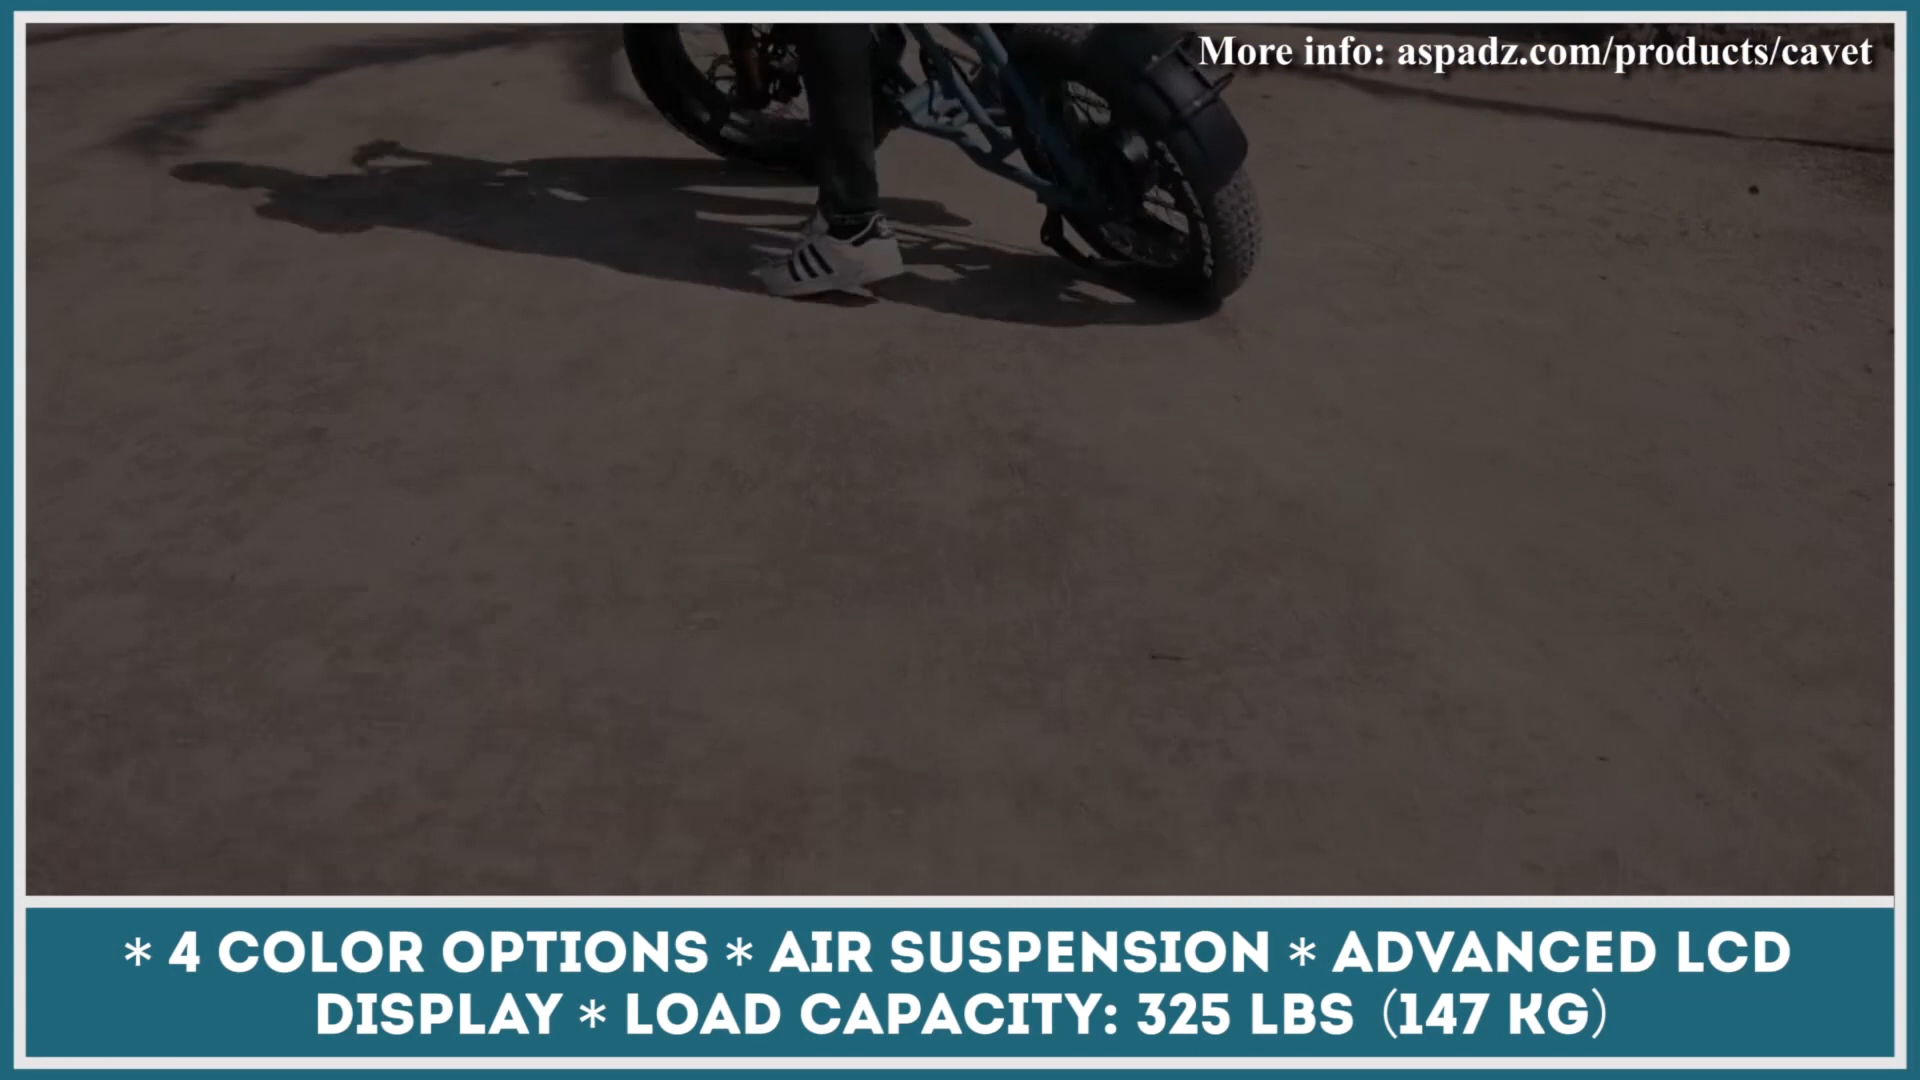 More info: aspadz.com/products/cavet
* 4 COLOR OPTIONS * AIR SUSPENSION * ADVANCED LCD
DISPLAY * LOAD CAPACITY: 325 LBS (147 KG)